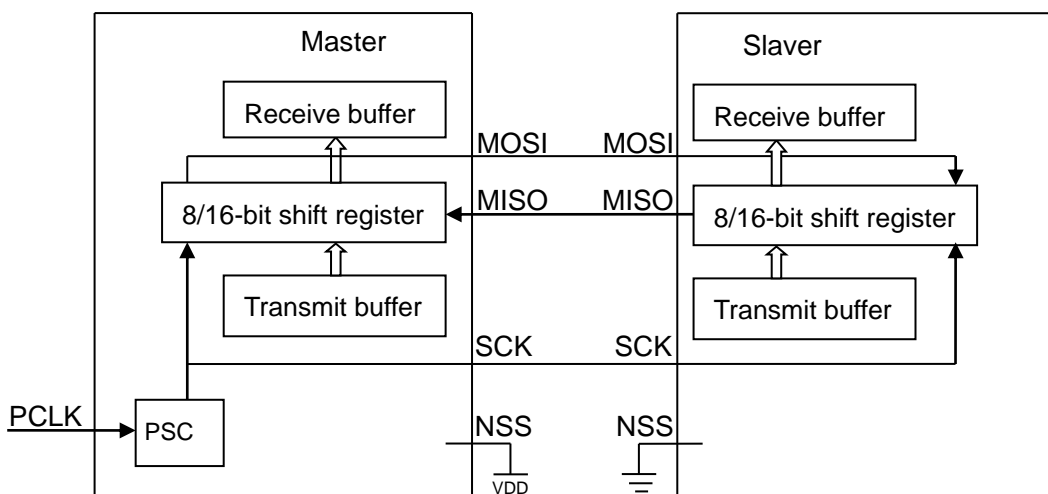 Master
Slaver
Receive buffer
Receive buffer
MOSI
MOSI
8/16-bit shift register
MISO
MISO
8/16-bit shift register
Transmit buffer
Transmit buffer
SCK
SCK
PCLK
PSC
NSS
NSS
VDD